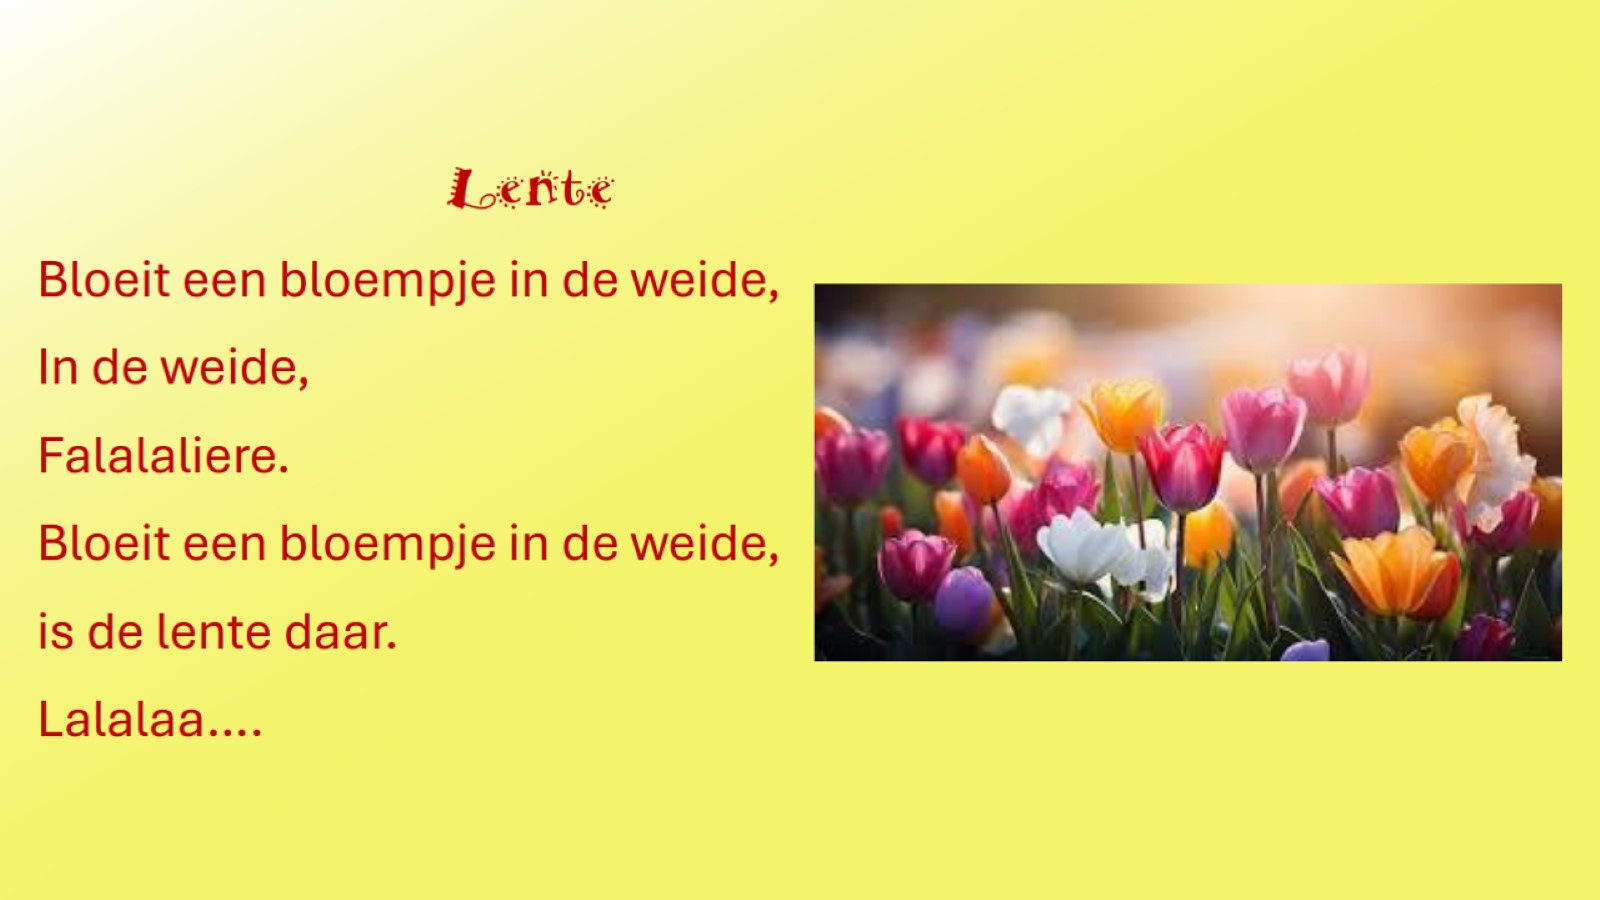 Lente
Bloeit een bloempje in de weide,
In de weide,
Falalaliere.
Bloeit een bloempje in de weide,
is de lente daar.
Lalalaa....